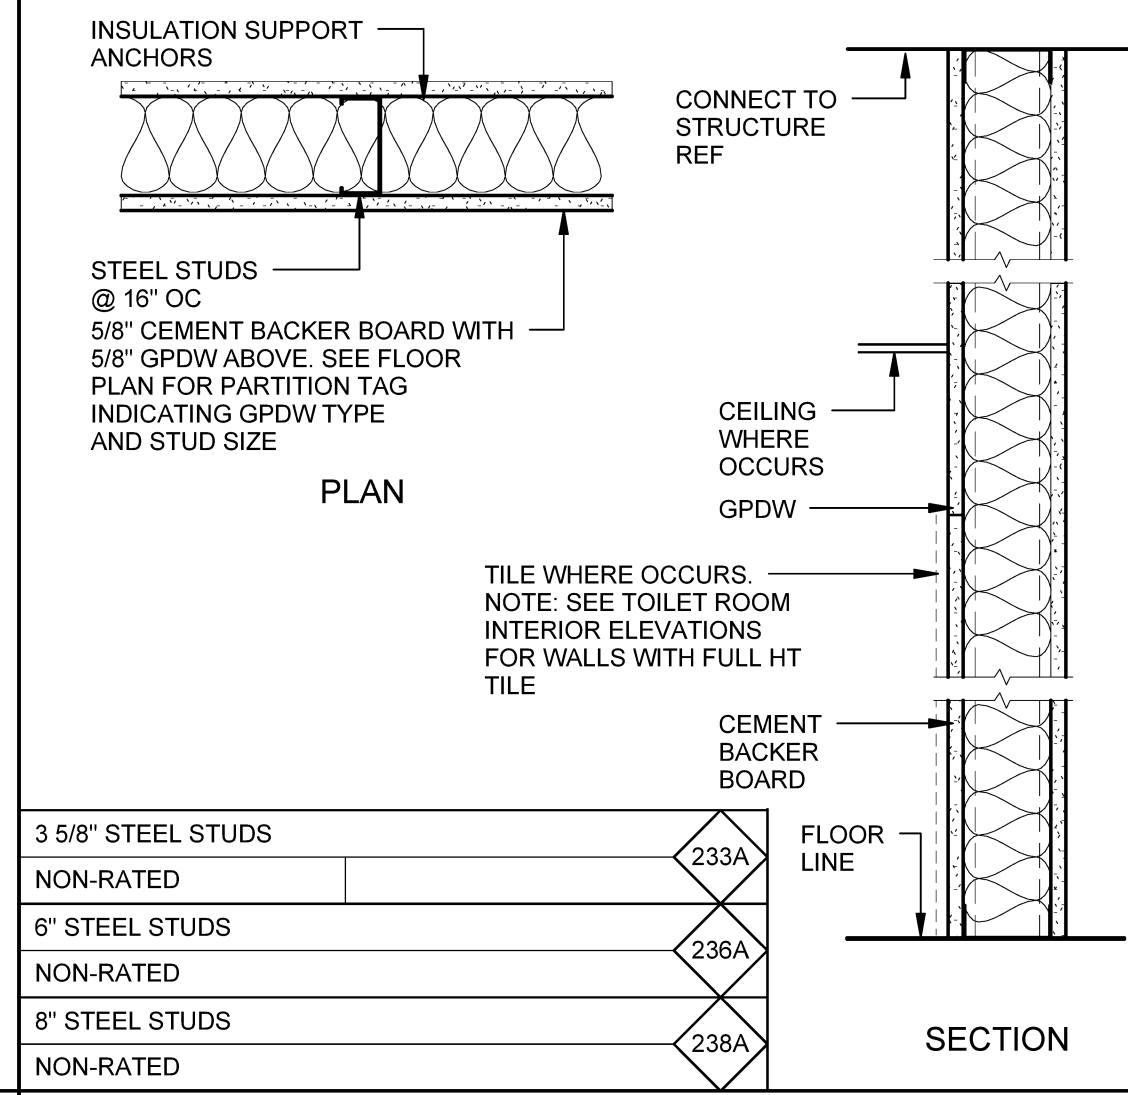 INSULATION SUPPORT
ANCHORS
STEEL STUDS
@ 16" OC
5/8" CEMENT BACKER BOARD WITH
5/8" GPDW ABOVE. SEE FLOOR
PLAN FOR PARTITION TAG
INDICATING GPDW TYPE
AND STUD SIZE
PLAN
CONNECT TO
STRUCTURE
REF
CEILING
WHERE
OCCURS
GPDW
TILE WHERE OCCURS.
NOTE: SEE TOILET ROOM
INTERIOR ELEVATIONS
FOR WALLS WITH FULL HT
TILE
CEMENT
BACKER
BOARD
FLOOR
LINE
SECTION
3 5/8" STEEL STUDS
NON-RATED
233A
6" STEEL STUDS
NON-RATED
236A
8" STEEL STUDS
NON-RATED
238A